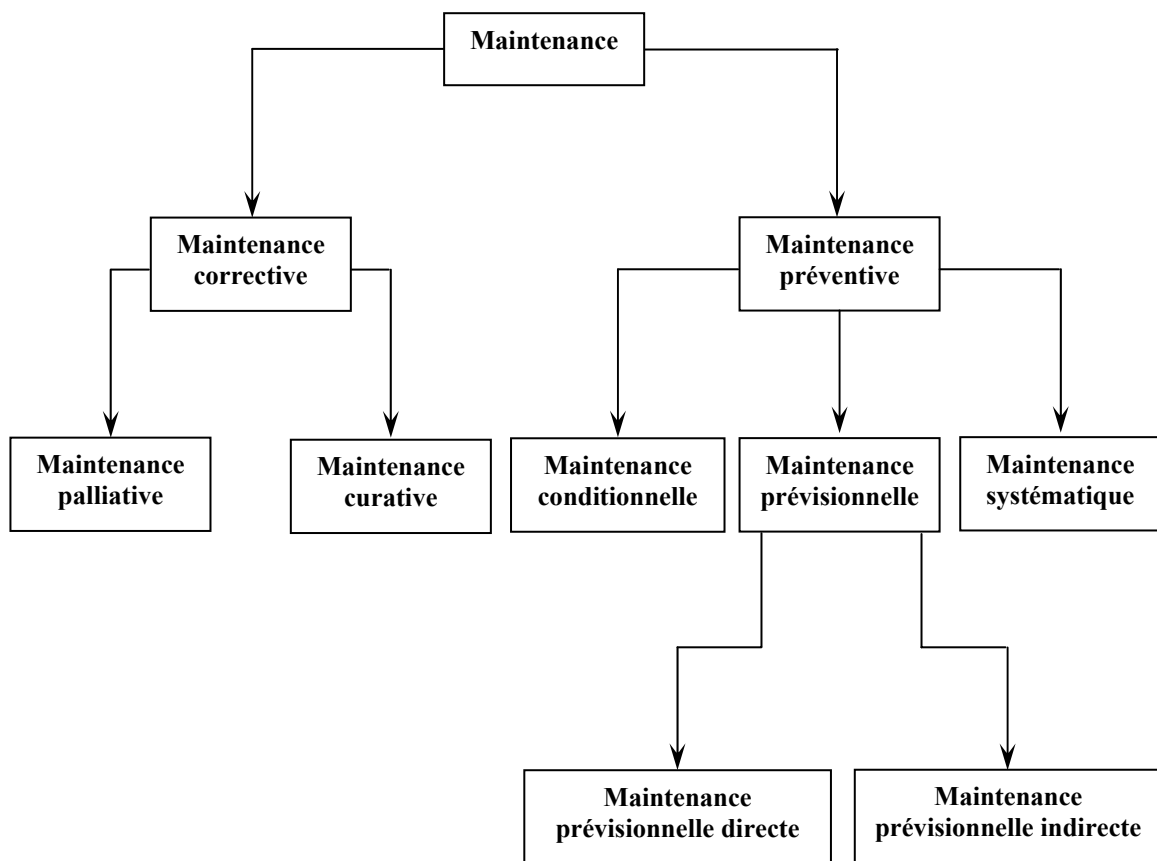 Maintenance
Maintenance
corrective
Maintenance
préventive
Maintenance
palliative
Maintenance
curative
Maintenance
conditionnelle
Maintenance
prévisionnelle
Maintenance
systématique
Maintenance
prévisionnelle directe
Maintenance
prévisionnelle indirecte